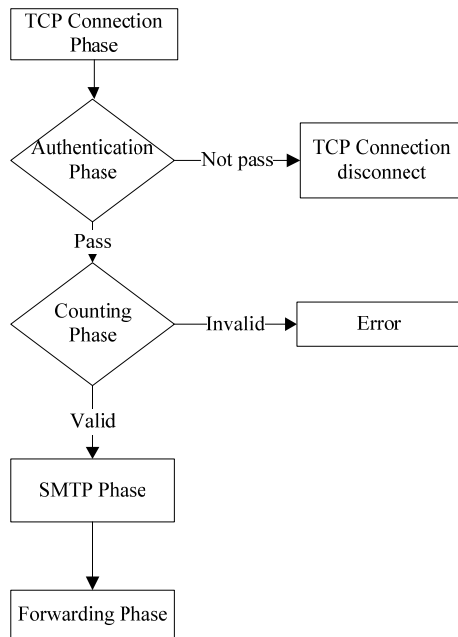 TCP Connection
Phase
Authentication
Phase
Not pass
TCP Connection
disconnect
Pass
Counting
Phase
Invalid
Error
Valid
SMTP Phase
Forwarding Phase